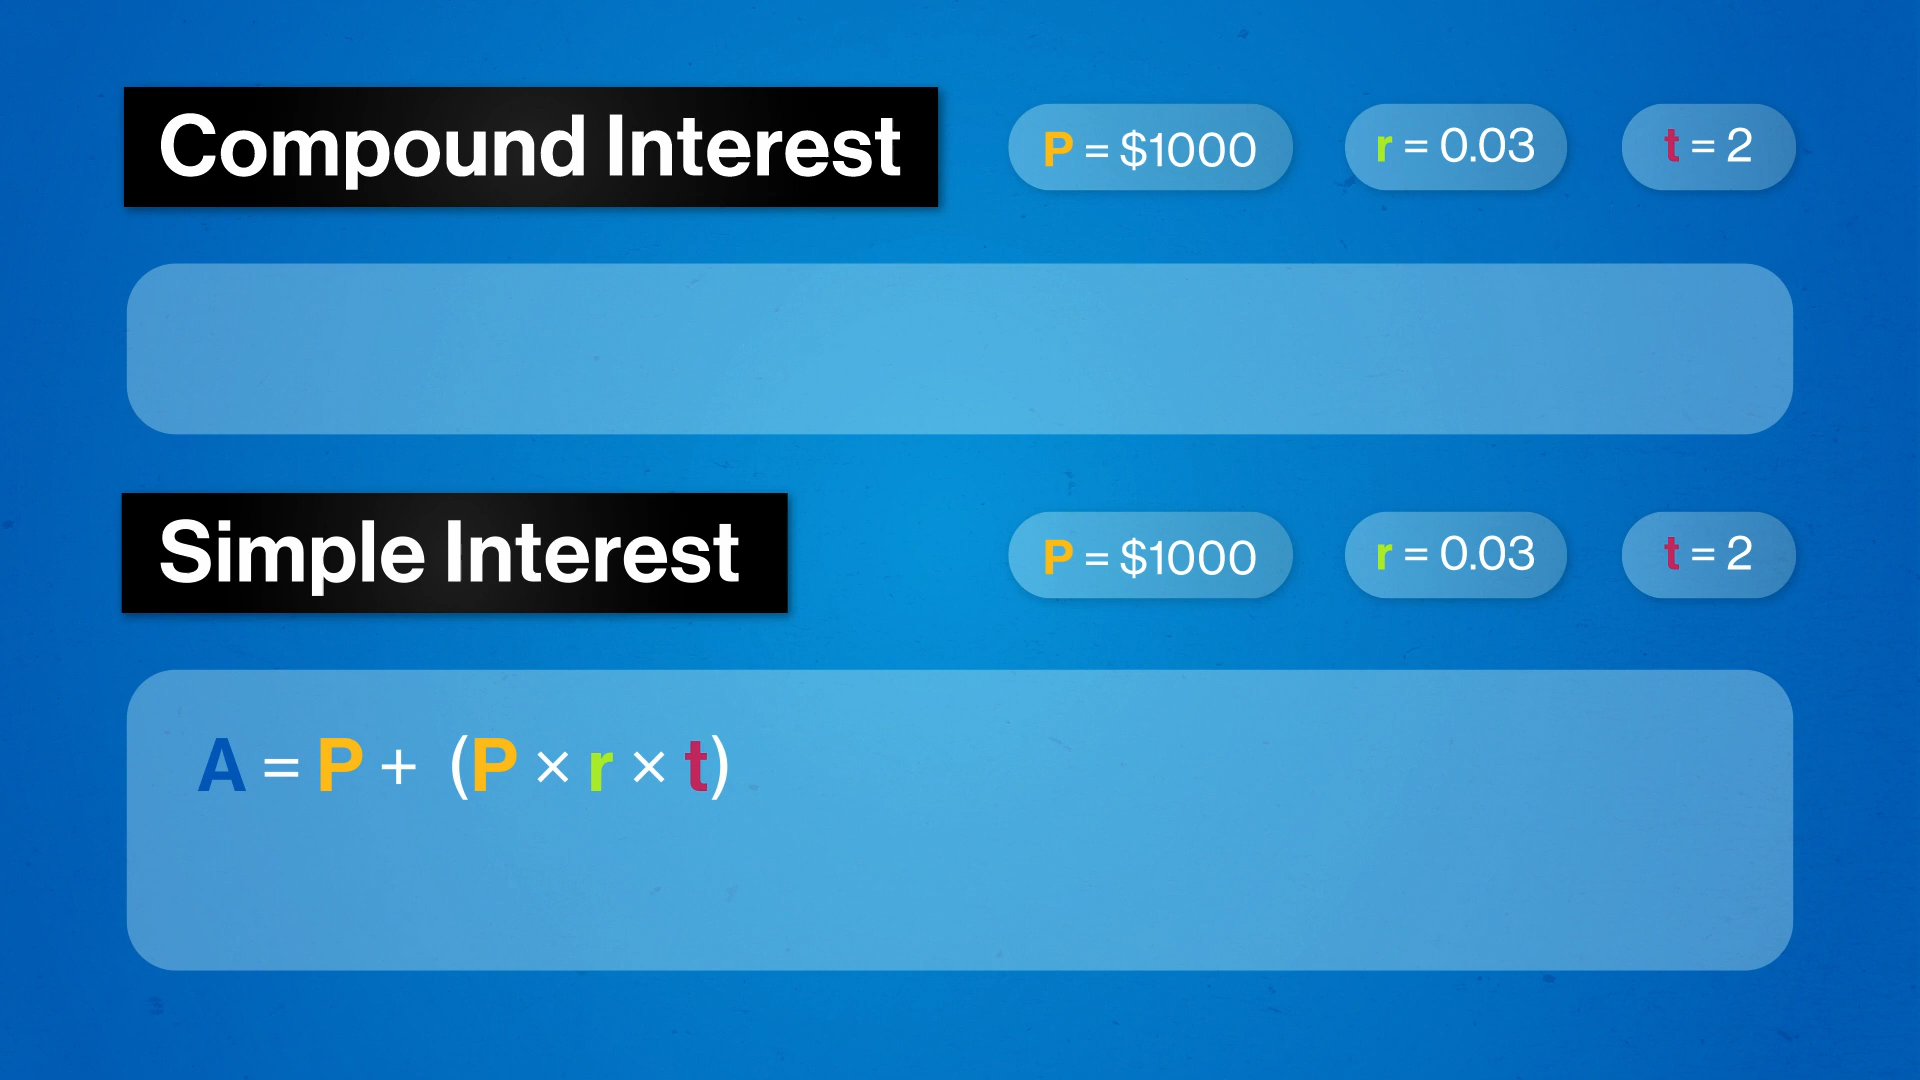 Compound Interest P = $1000 r = 0.03 t = 2
Simple Interest P = $1000 r = 0.03 t = 2
A = P + (P × r × t)